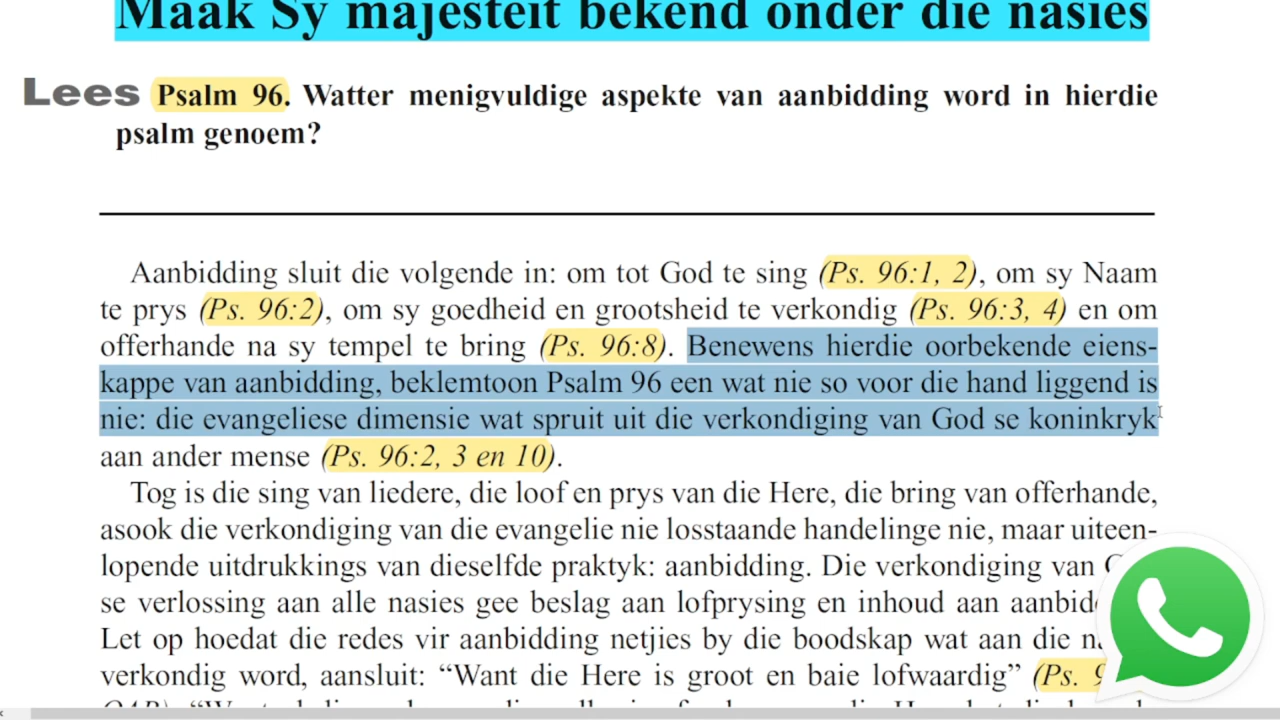 Maak Sy majesteit bekend onder die nasies
Lees Psalm 96. Watter menigvuldige aspekte van aanbidding word in hierdie
psalm genoem?
Aanbidding sluit die volgende in: om tot God te sing (Ps. 96:1, 2), om sy Naam
te prys (Ps. 96:2), om sy goedheid en grootsheid te verkondig (Ps. 96:3, 4) en om
offerhande na sy tempel te bring (Ps. 96:8). Benewens hierdie oorbekende eiens-
kappe van aanbidding, beklemtoon Psalm 96 een wat nie so voor die hand liggend is
nie: die evangeliese dimensie wat spruit uit die verkondiging van God se koninkryk
aan ander mense (Ps. 96:2, 3 en 10).
Tog is die sing van liedere, die loof en prys van die Here, die bring van offerhande,
asook die verkondiging van die evangelie nie losstaande handelinge nie, maar uiteen-
lopende uitdrukkings van dieselfde praktyk: aanbidding. Die verkondiging van
se verlossing aan alle nasies gee beslag aan lofprysing en inhoud aan
Let op hoedat die redes vir aanbidding netjies by die boodskap wat aan die
verkondig word, aansluit: “Want die Here is groot en baie lofwaardig” (Ps.